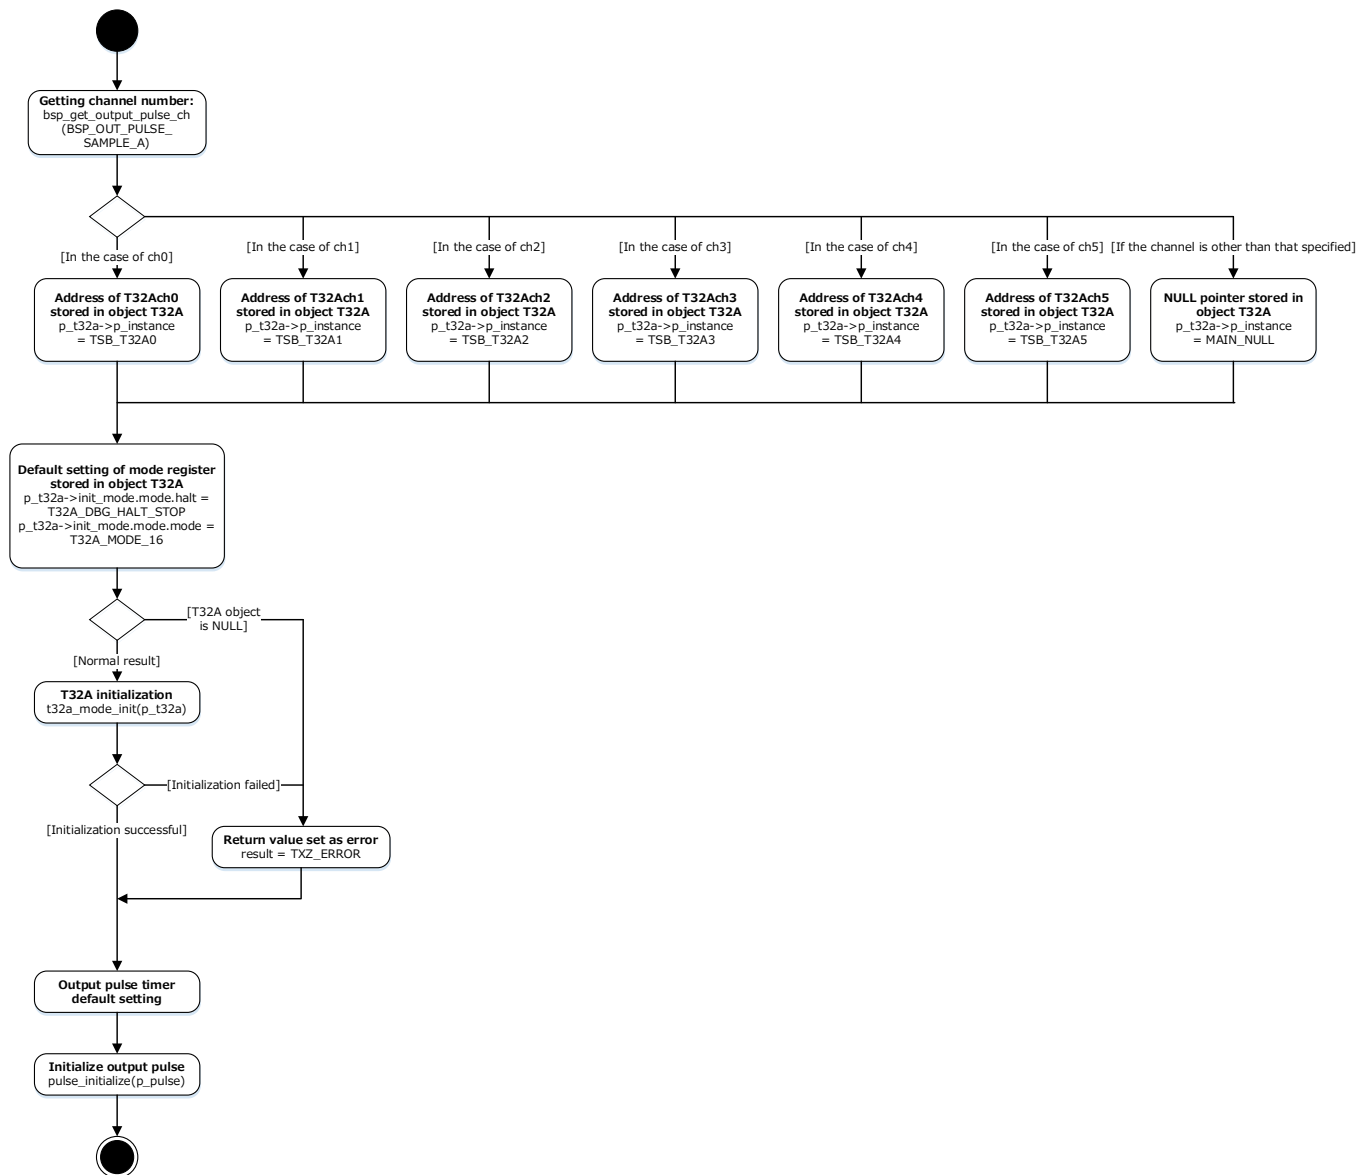 Getting channel number:
bsp_get_output_pulse_ch
(BSP_OUT_PULSE_
SAMPLE_A)
[In the case of ch0]
[In the case of ch1]
[In the case of ch2]
[In the case of ch3]
[In the case of ch4]
[In the case of ch5]
[If the channel is other than that specified]
Address of T32Ach0
stored in object T32A
p_t32a->p_instance
= TSB_T32A0
Address of T32Ach1
stored in object T32A
p_t32a->p_instance
= TSB_T32A1
Address of T32Ach2
stored in object T32A
p_t32a->p_instance
= TSB_T32A2
Address of T32Ach3
stored in object T32A
p_t32a->p_instance
= TSB_T32A3
Address of T32Ach4
stored in object T32A
p_t32a->p_instance
= TSB_T32A4
Address of T32Ach5
stored in object T32A
p_t32a->p_instance
= TSB_T32A5
NULL pointer stored in
object T32A
p_t32a->p_instance
= MAIN_NULL
Default setting of mode register
stored in object T32A
p_t32a->init_mode.mode.halt =
T32A_DBG_HALT_STOP
p_t32a->init_mode.mode.mode =
T32A_MODE_16
[T32A object
is NULL]
[Normal result]
T32A initialization
t32a_mode_init(p_t32a)
[Initialization failed]
[Initialization successful]
Return value set as error
result = TXZ_ERROR
Output pulse timer
default setting
Initialize output pulse
pulse_initialize(p_pulse)